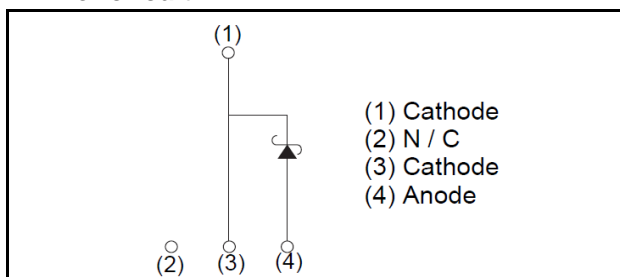 (1)
(1) Cathode
(2) N / C
(3) Cathode
(4) Anode
(2) (3) (4)